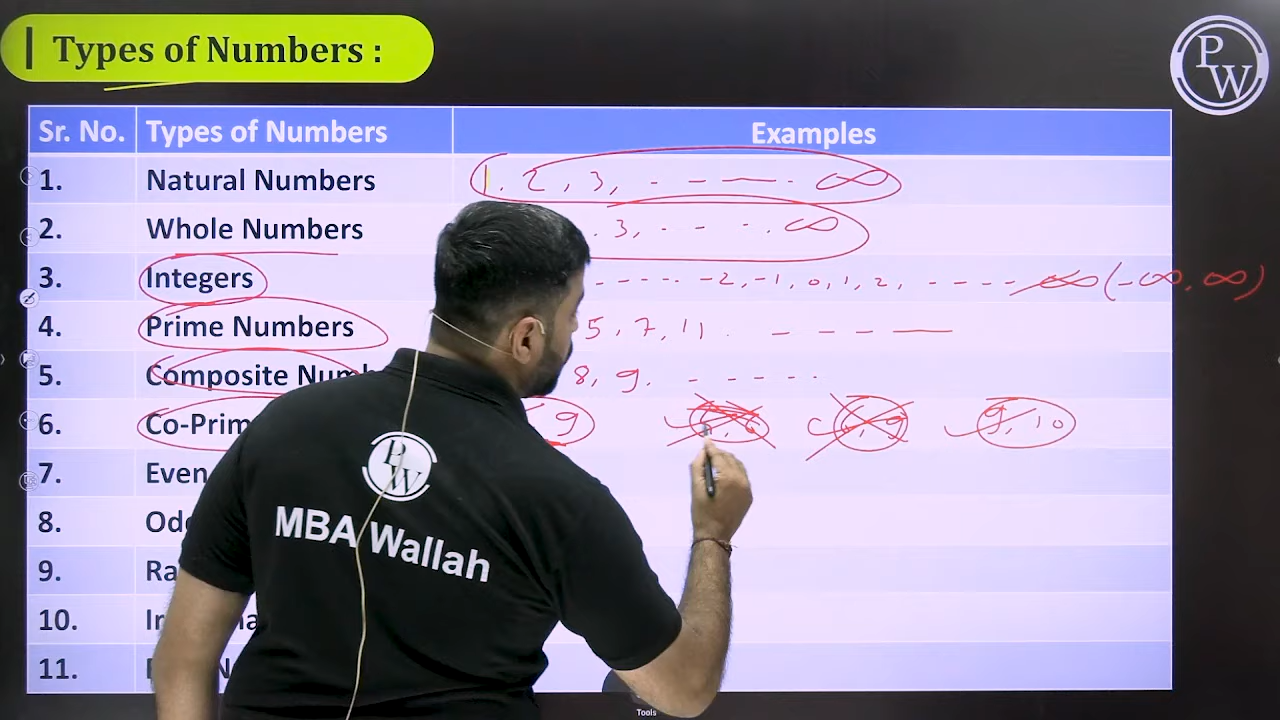 Types of Numbers :
PW
Sr. No. Types of Numbers Examples
1. Natural Numbers 1, 2, 3, . - — . ∞
2. Whole Numbers . 3, . - - . . ∞
3. Integers - - - - . -2, -1, 0, 1, 2, . - - - - ∞ (-∞, ∞)
4. Prime Numbers 5, 7, 11 . - - - —
5. Composite Num 8, 9. - - - - .
6. Co-Prim 9 9 9, 10
7. Even
8. Od
9. Ra
10. Ir
11.
PW
MBA Wallah
Tools